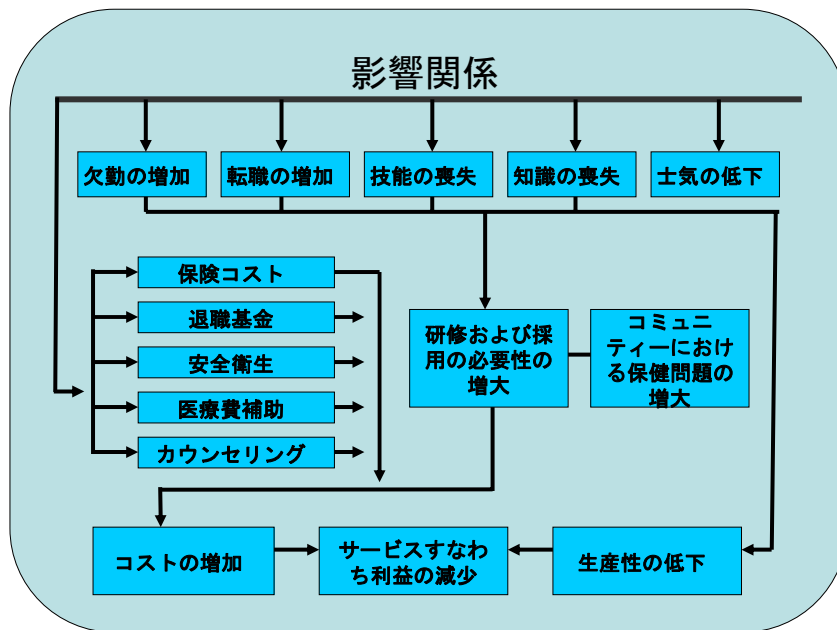 影響関係
欠勤の増加
転職の増加
技能の喪失
知識の喪失
士気の低下
保険コスト
退職基金
安全衛生
医療費補助
カウンセリング
研修および採
用の必要性の
増大
コミュニ
ティーにおけ
る保健問題の
増大
コストの増加
サービスすなわ
ち利益の減少
生産性の低下